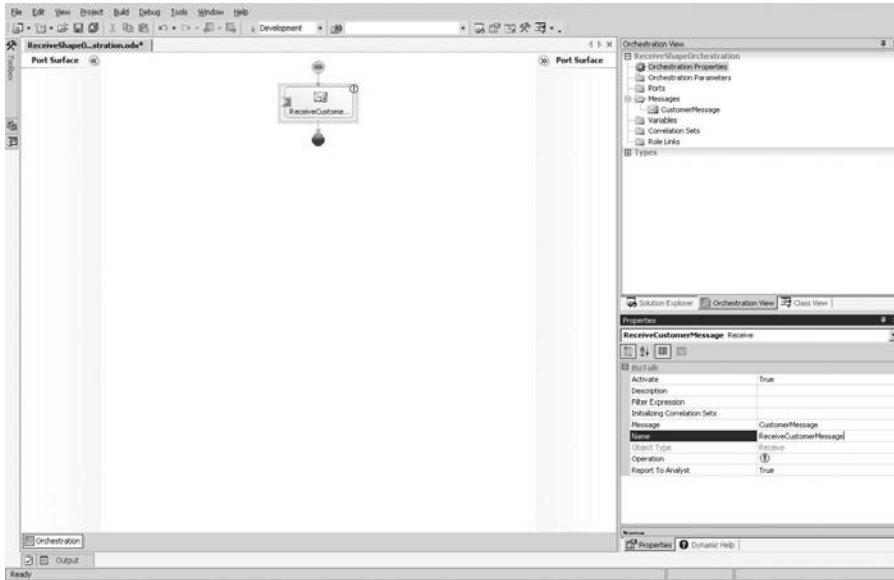 File Edit View Project Build Debug Tools Window Help
Development
ReceiveShapeO...stration.odx*
Port Surface
Port Surface
ReceiveCustome...
Toolbox
Orchestration
Output
Ready
Orchestration View
ReceiveShapeOrchestration
Orchestration Properties
Orchestration Parameters
Ports
Messages
CustomerMessage
Variables
Correlation Sets
Role Links
Types
Solution Explorer Orchestration View Class View
Properties
ReceiveCustomerMessage Receive
BizTalk
Activate True
Description
Filter Expression
Initializing Correlation Sets
Message CustomerMessage
Name ReceiveCustomerMessage
Object Type Receive
Operation
Report To Analyst True
Name
Properties Dynamic Help